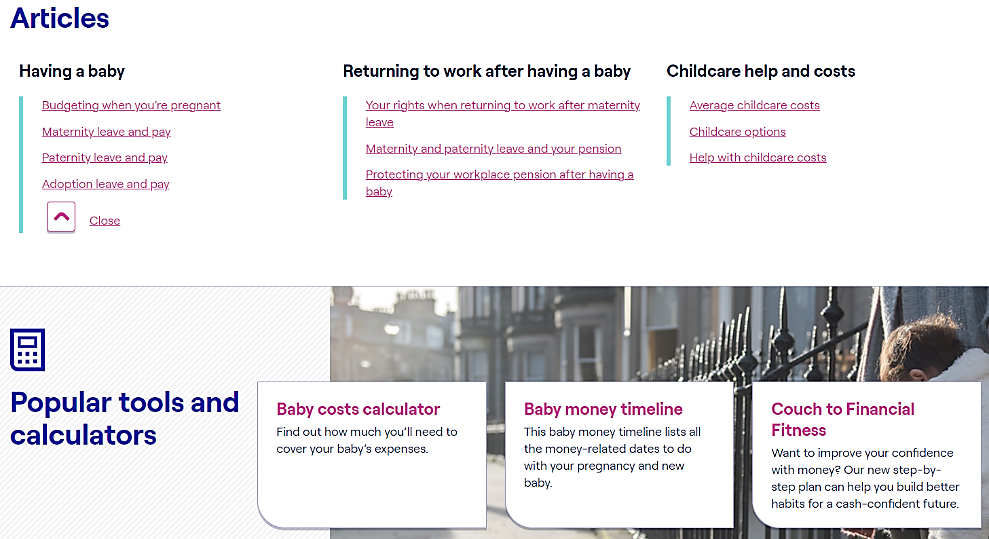 Articles
Having a baby
Budgeting when you're pregnant
Maternity leave and pay
Paternity leave and pay
Adoption leave and pay
Close
Returning to work after having a baby
Your rights when returning to work after maternity
leave
Maternity and paternity leave and your pension
Protecting your workplace pension after having a
baby
Childcare help and costs
Average childcare costs
Childcare options
Help with childcare costs
Popular tools and
calculators
Baby costs calculator
Find out how much you’ll need to
cover your baby’s expenses.
Baby money timeline
This baby money timeline lists all
the money-related dates to do
with your pregnancy and new
baby.
Couch to Financial
Fitness
Want to improve your confidence
with money? Our new step-by-
step plan can help you build better
habits for a cash-confident future.